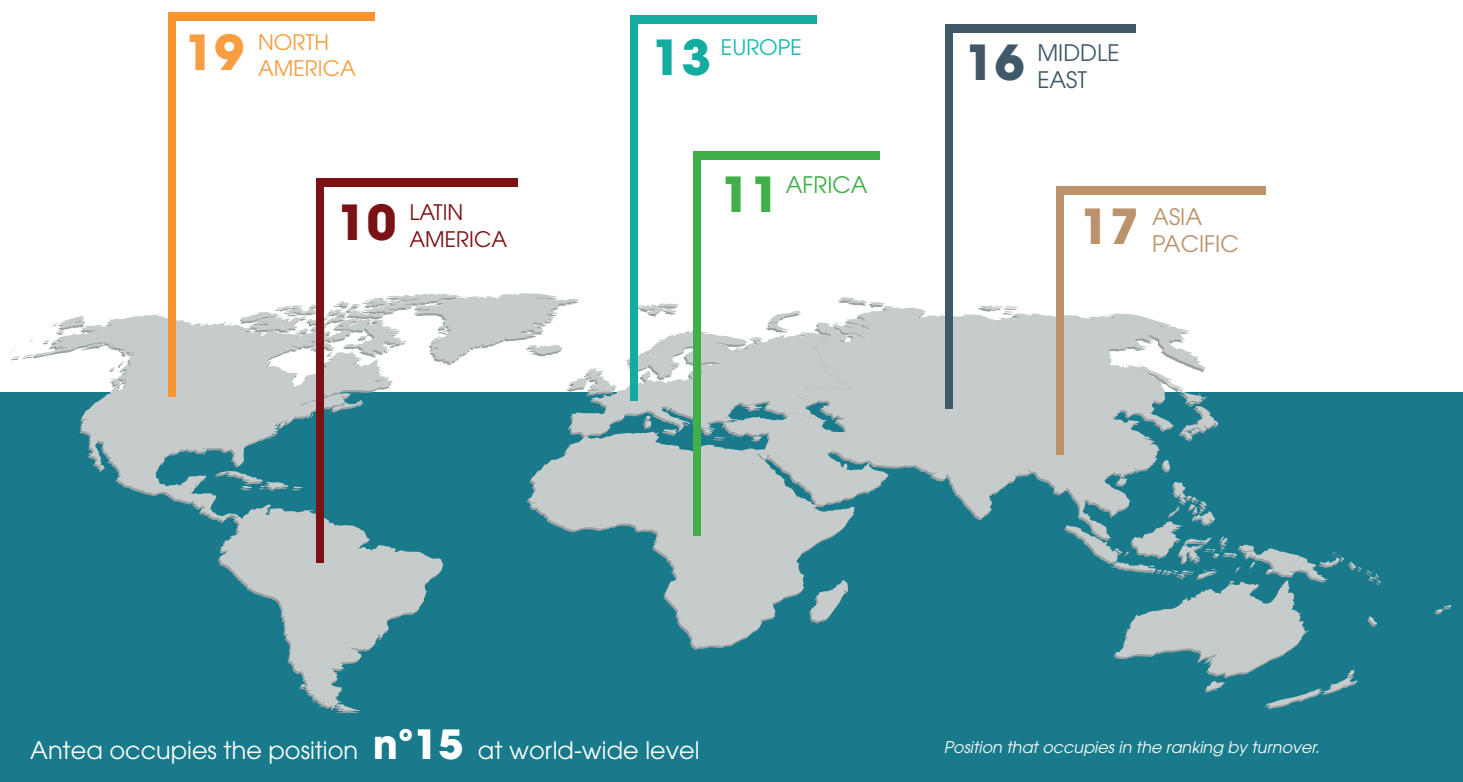 19 NORTH
AMERICA
13 EUROPE
16 MIDDLE
EAST
10 LATIN
AMERICA
11 AFRICA
17 ASIA
PACIFIC
Antea occupies the position n°15 at world-wide level
Position that occupies in the ranking by turnover.